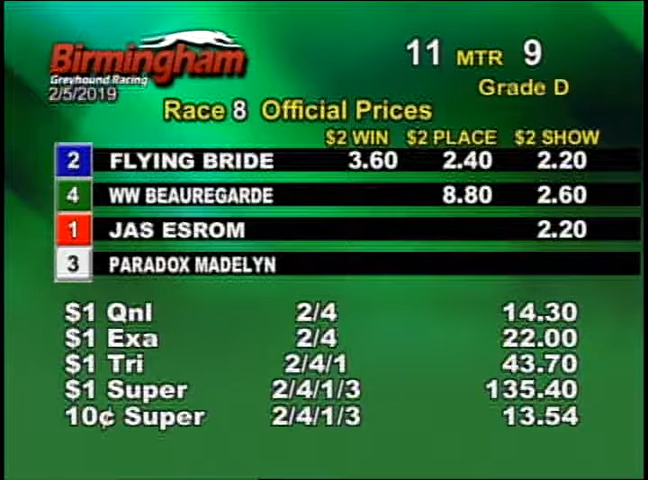 Birmingham
Greyhound Racing
2/5/2019
11 MTR 9
Grade D
Race 8 Official Prices
$2 WIN $2 PLACE $2 SHOW
2 FLYING BRIDE 3.60 2.40 2.20
4 WW BEAUREGARDE 8.80 2.60
1 JAS ESROM 2.20
3 PARADOX MADELYN
$1 Qnl 2/4 14.30
$1 Exa 2/4 22.00
$1 Tri 2/4/1 43.70
$1 Super 2/4/1/3 135.40
10¢ Super 2/4/1/3 13.54